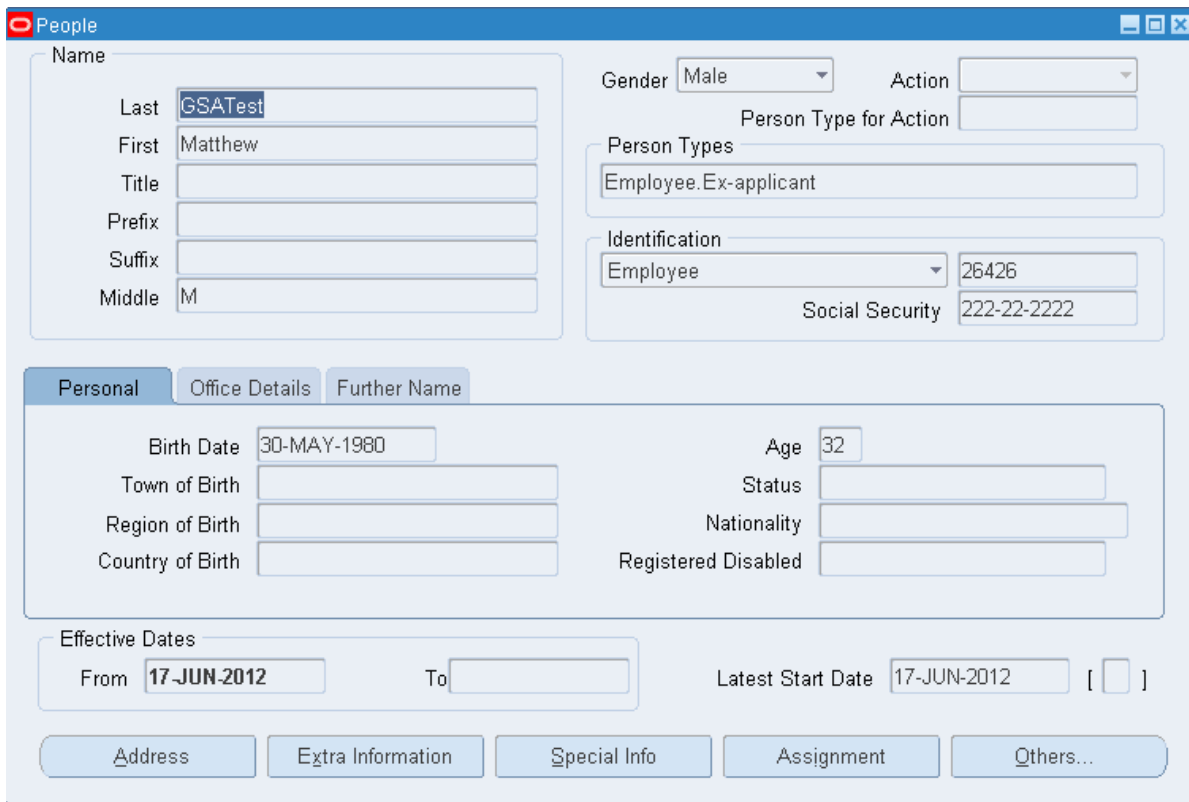 People
Name
Last GSATest
First Matthew
Title
Prefix
Suffix
Middle M
Gender Male Action
Person Type for Action
Person Types
Employee.Ex-applicant
Identification
Employee 26426
Social Security 222-22-2222
Personal Office Details Further Name
Birth Date 30-MAY-1980 Age 32
Town of Birth Status
Region of Birth Nationality
Country of Birth Registered Disabled
Effective Dates
From 17-JUN-2012 To Latest Start Date 17-JUN-2012 [ ]
Address Extra Information Special Info Assignment Others...